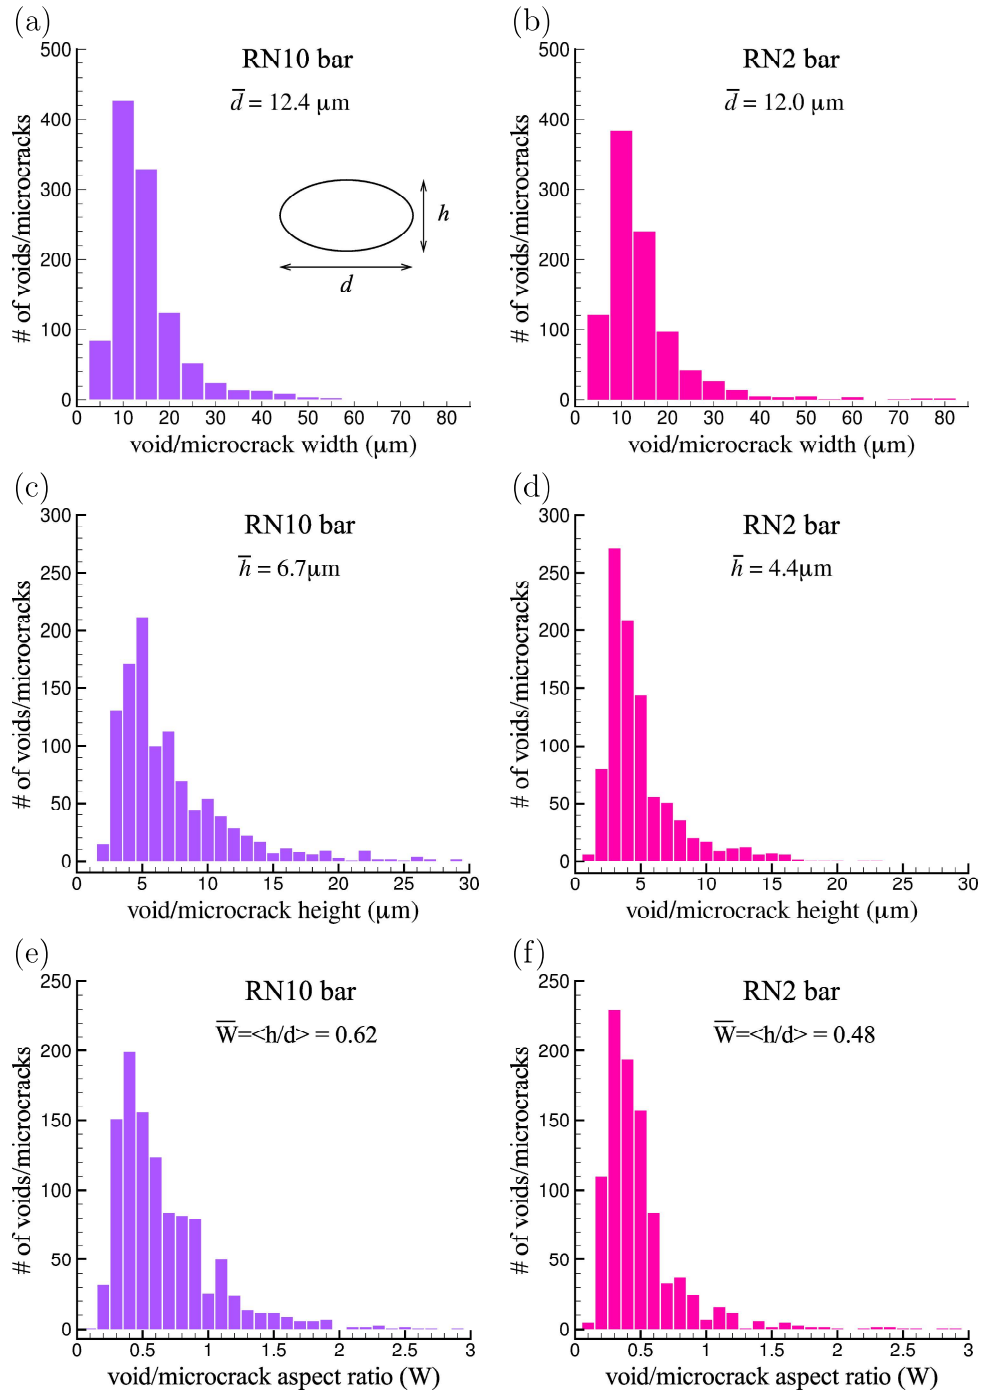 (a)
RN10 bar
d̅ = 12.4 μm
h
d
# of voids/microcracks
500
400
300
200
100
0
0 10 20 30 40 50 60 70 80
void/microcrack width (μm)
(b)
RN2 bar
d̅ = 12.0 μm
# of voids/microcracks
500
400
300
200
100
0
0 10 20 30 40 50 60 70 80
void/microcrack width (μm)
(c)
RN10 bar
h̅ = 6.7μm
# of voids/microcracks
300
250
200
150
100
50
0
0 5 10 15 20 25 30
void/microcrack height (μm)
(d)
RN2 bar
h̅ = 4.4μm
# of voids/microcracks
300
250
200
150
100
50
0
0 5 10 15 20 25 30
void/microcrack height (μm)
(e)
RN10 bar
W̅=<h/d> = 0.62
# of voids/microcracks
250
200
150
100
50
0
0 0.5 1 1.5 2 2.5 3
void/microcrack aspect ratio (W)
(f)
RN2 bar
W̅=<h/d> = 0.48
# of voids/microcracks
250
200
150
100
50
0
0 0.5 1 1.5 2 2.5 3
void/microcrack aspect ratio (W)